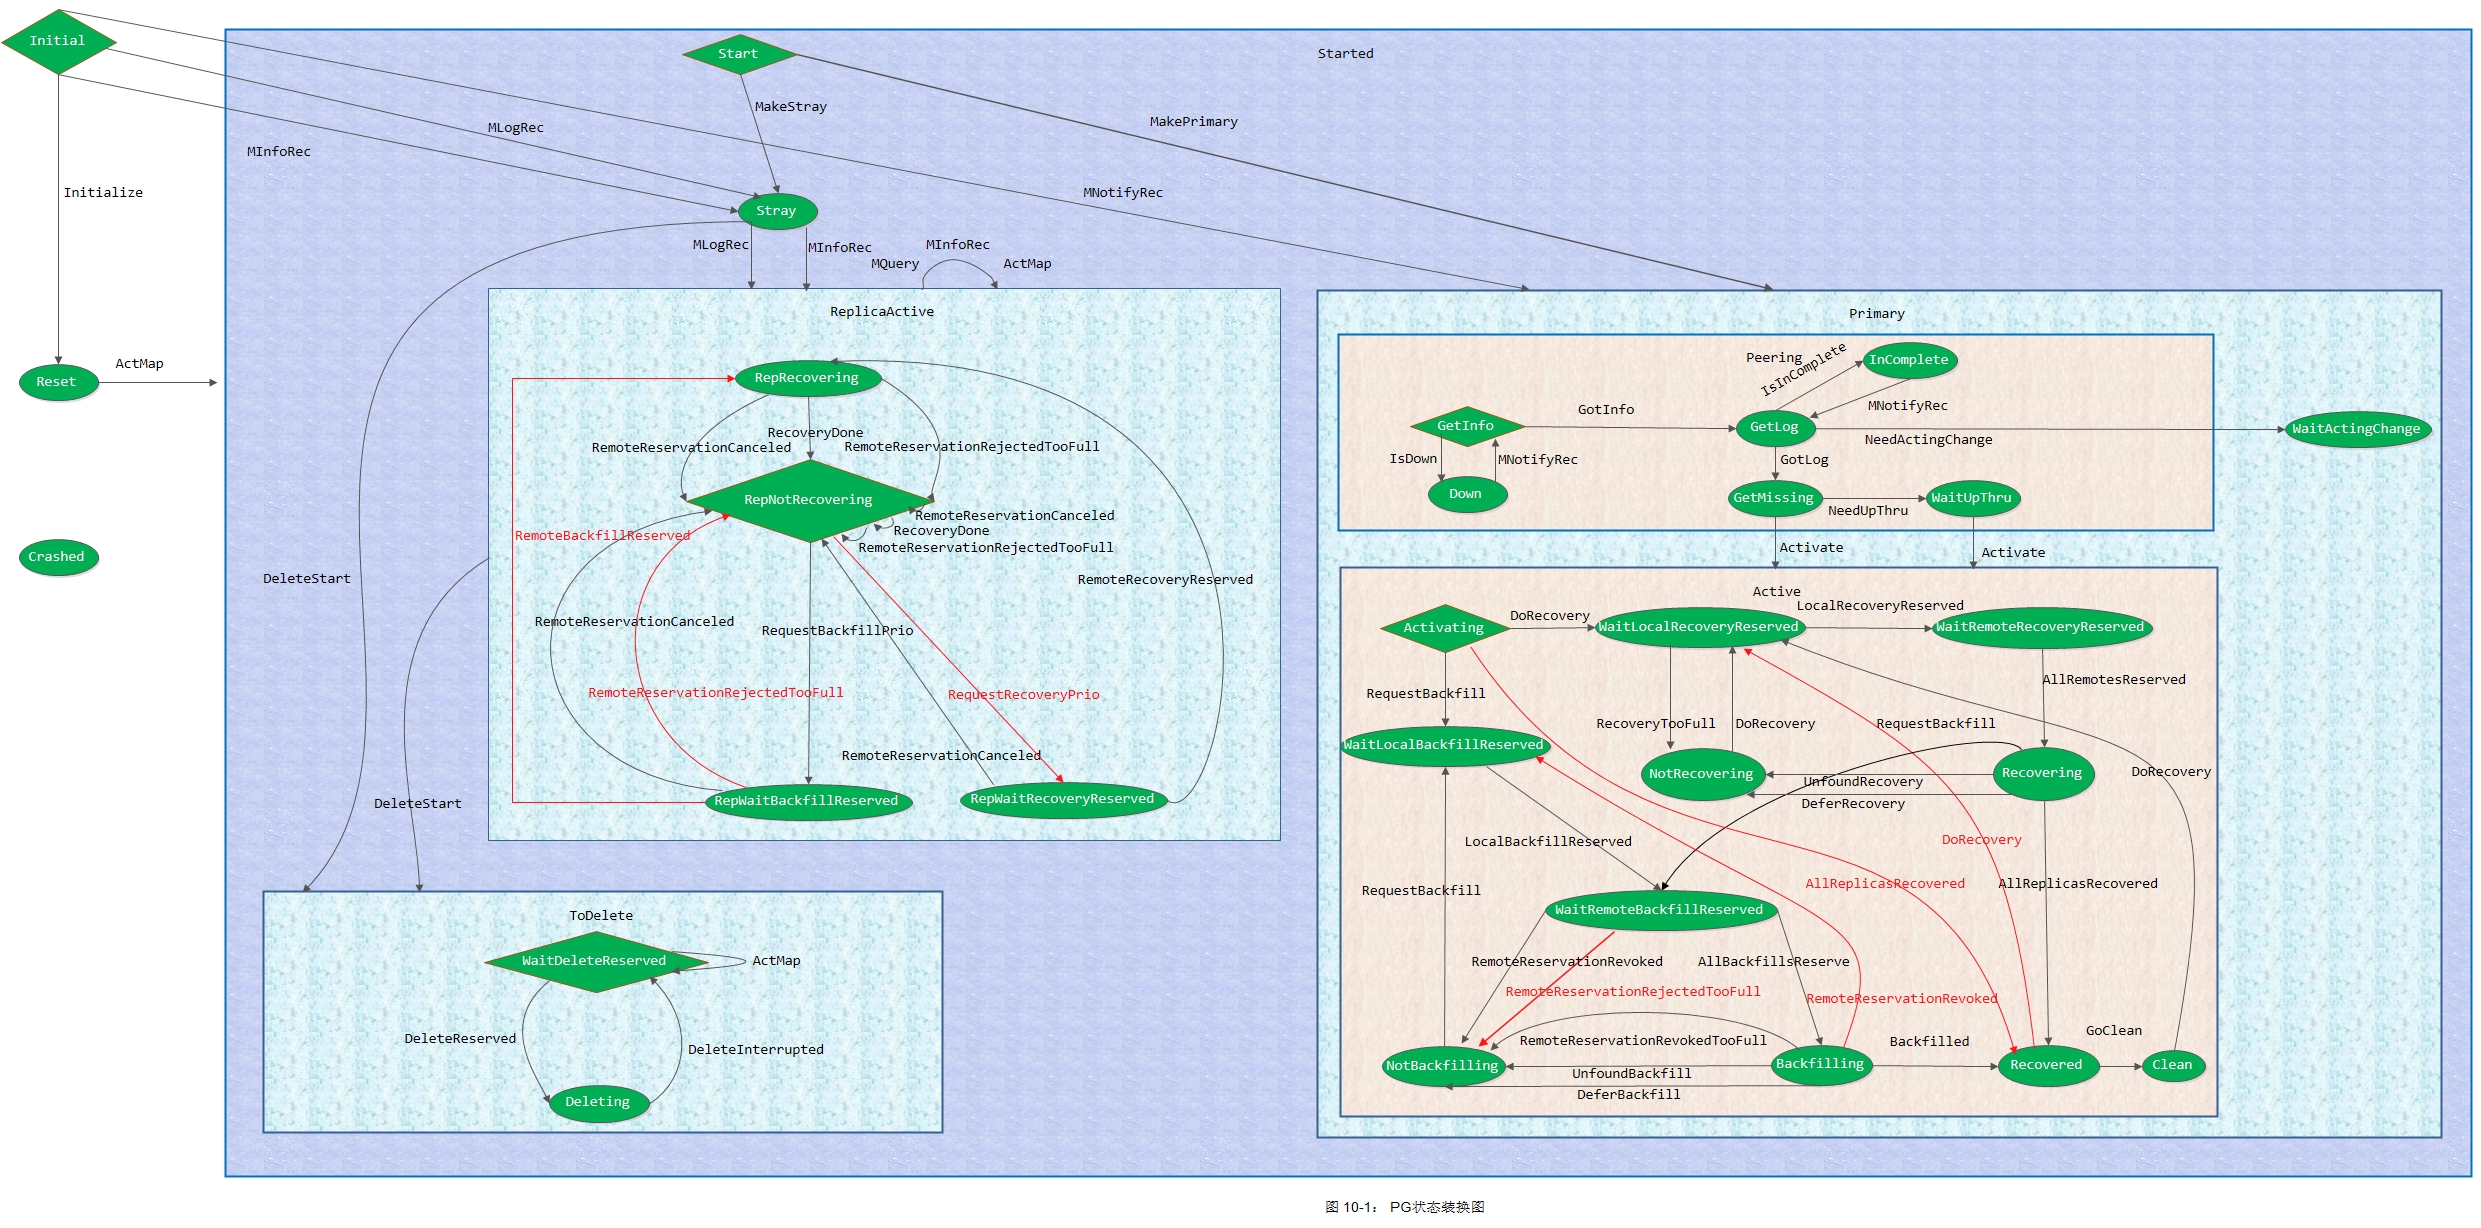 Initial
Start
Started
MakeStray
MLogRec
MakePrimary
MInfoRec
Initialize
MNotifyRec
Stray
MLogRec
MInfoRec
MInfoRec
MQuery
ActMap
ReplicaActive
Primary
Reset
ActMap
RepRecovering
RemoteReservationCanceled
RecoveryDone
RemoteReservationRejectedTooFull
RepNotRecovering
RemoteReservationCanceled
RecoveryDone
RemoteReservationRejectedTooFull
RemoteBackfillReserved
RemoteRecoveryReserved
RemoteReservationCanceled
RequestBackfillPrio
RemoteReservationRejectedTooFull
RequestRecoveryPrio
RemoteReservationCanceled
RepWaitBackfillReserved
RepWaitRecoveryReserved
Crashed
DeleteStart
DeleteStart
Peering
IsInComplete
InComplete
GotInfo
MNotifyRec
GetInfo
GetLog
WaitActingChange
NeedActingChange
IsDown
MNotifyRec
GotLog
Down
GetMissing
WaitUpThru
NeedUpThru
Activate
Activate
Active
LocalRecoveryReserved
DoRecovery
Activating
WaitLocalRecoveryReserved
WaitRemoteRecoveryReserved
RequestBackfill
AllRemotesReserved
RecoveryTooFull
DoRecovery
RequestBackfill
WaitLocalBackfillReserved
NotRecovering
Recovering
DoRecovery
UnfoundRecovery
DeferRecovery
LocalBackfillReserved
DoRecovery
RequestBackfill
AllReplicasRecovered
AllReplicasRecovered
WaitRemoteBackfillReserved
RemoteReservationRevoked
AllBackfillsReserve
RemoteReservationRejectedTooFull
RemoteReservationRevoked
RemoteReservationRevokedTooFull
Backfilled
GoClean
NotBackfilling
Backfilling
Recovered
Clean
UnfoundBackfill
DeferBackfill
ToDelete
WaitDeleteReserved
ActMap
DeleteReserved
DeleteInterrupted
Deleting
图 10-1： PG状态装换图